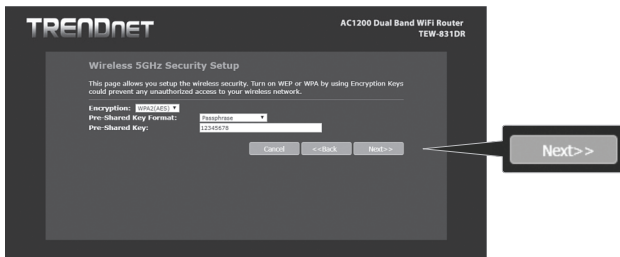 TRENDNET
AC1200 Dual Band WiFi Router
TEW-831DR
Wireless 5GHz Security Setup
This page allows you setup the wireless security. Turn on WEP or WPA by using Encryption Keys
could prevent any unauthorized access to your wireless network.
Encryption: WPA2(AES)
Pre-Shared Key Format: Passphrase
Pre-Shared Key: 12345678
Cancel <<Back Next>>
Next>>